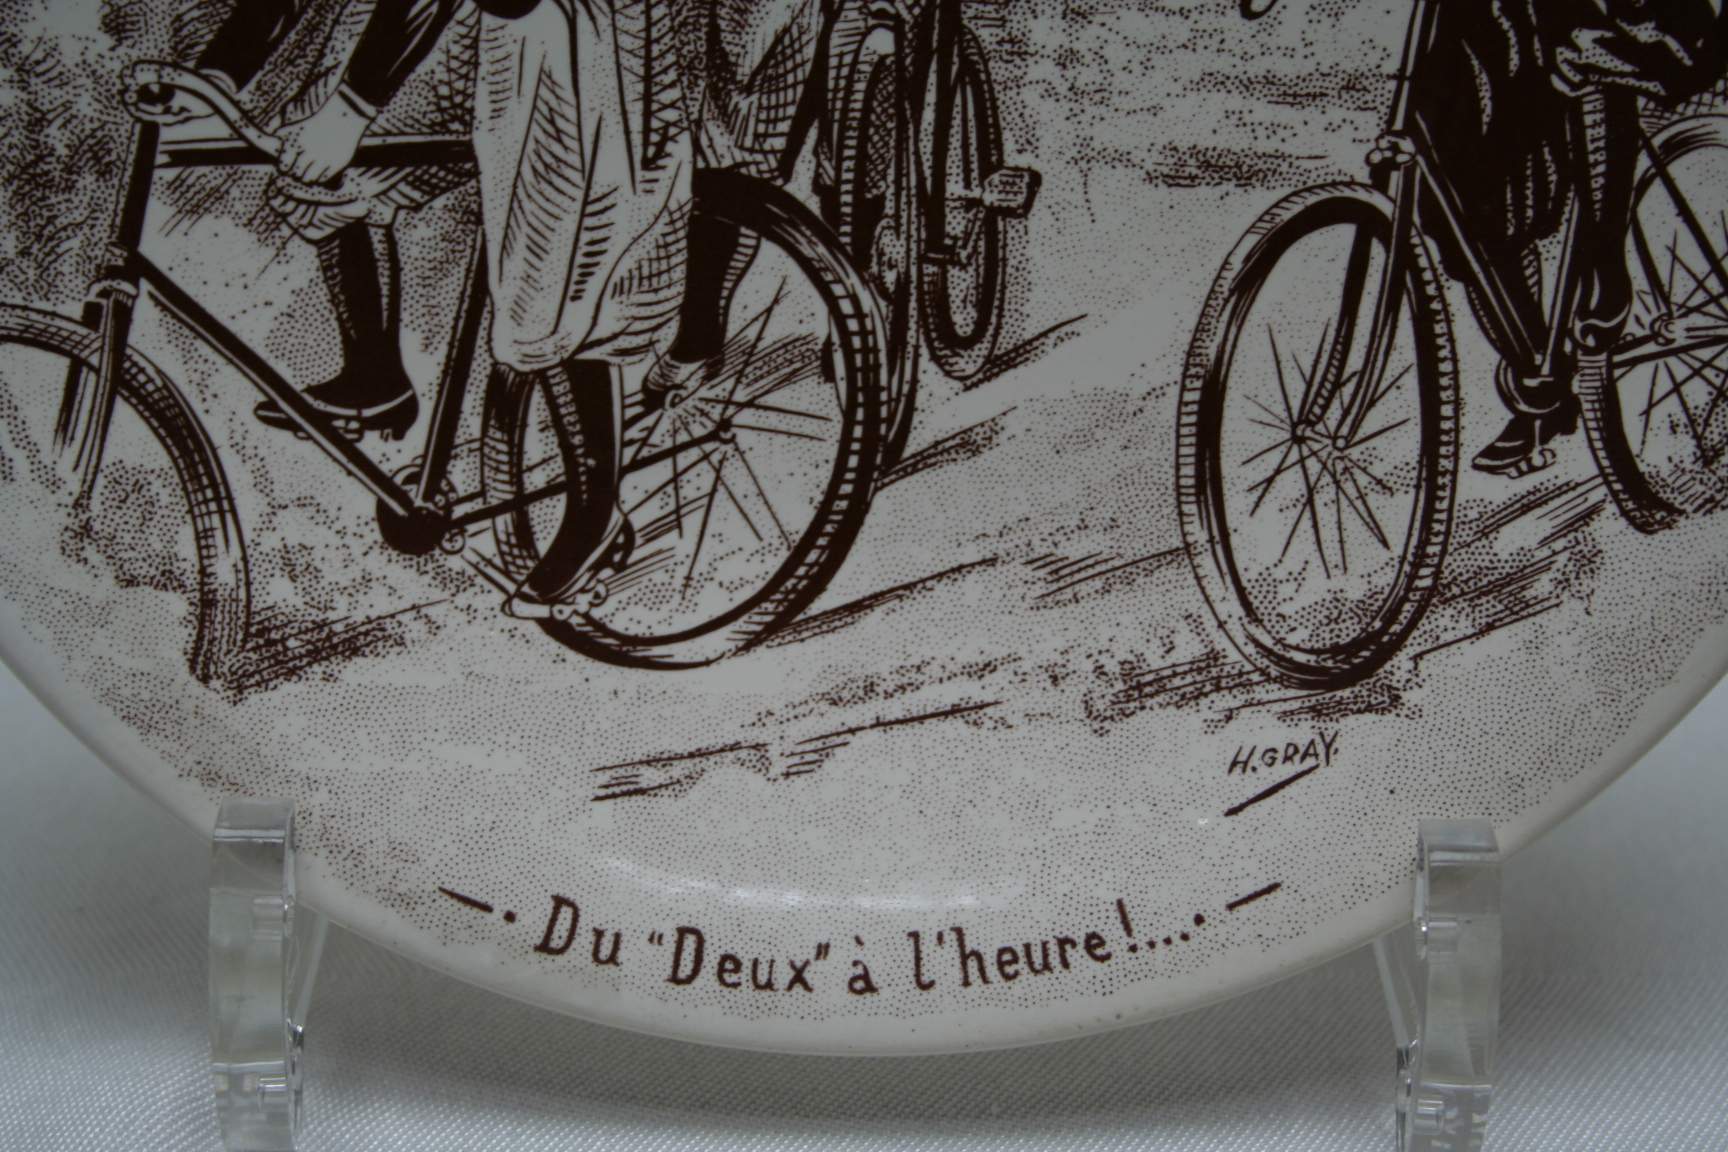 H. GRAY.
—. Du "Deux" à l'heure!....—